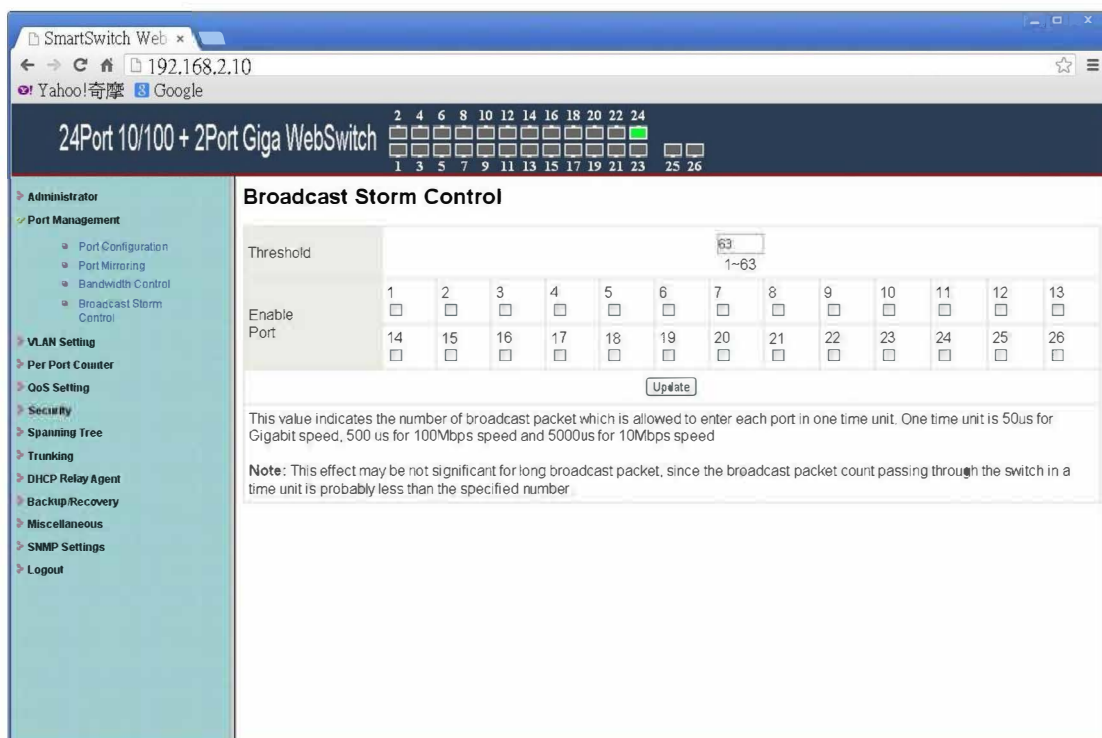 SmartSwitch Web
192.168.2.10
Yahoo!奇摩 Google
24Port 10/100 + 2Port Giga WebSwitch
2 4 6 8 10 12 14 16 18 20 22 24
1 3 5 7 9 11 13 15 17 19 21 23 25 26
Administrator
Port Management
Port Configuration
Port Mirroring
Bandwidth Control
Broadcast Storm
Control
VLAN Setting
Per Port Counter
QoS Setting
Security
Spanning Tree
Trunking
DHCP Relay Agent
Backup/Recovery
Miscellaneous
SNMP Settings
Logout
Broadcast Storm Control
Threshold
63
1~63
Enable
Port
1 2 3 4 5 6 7 8 9 10 11 12 13
14 15 16 17 18 19 20 21 22 23 24 25 26
Update
This value indicates the number of broadcast packet which is allowed to enter each port in one time unit. One time unit is 50us for
Gigabit speed, 500 us for 100Mbps speed and 5000us for 10Mbps speed
Note: This effect may be not significant for long broadcast packet, since the broadcast packet count passing through the switch in a
time unit is probably less than the specified number.